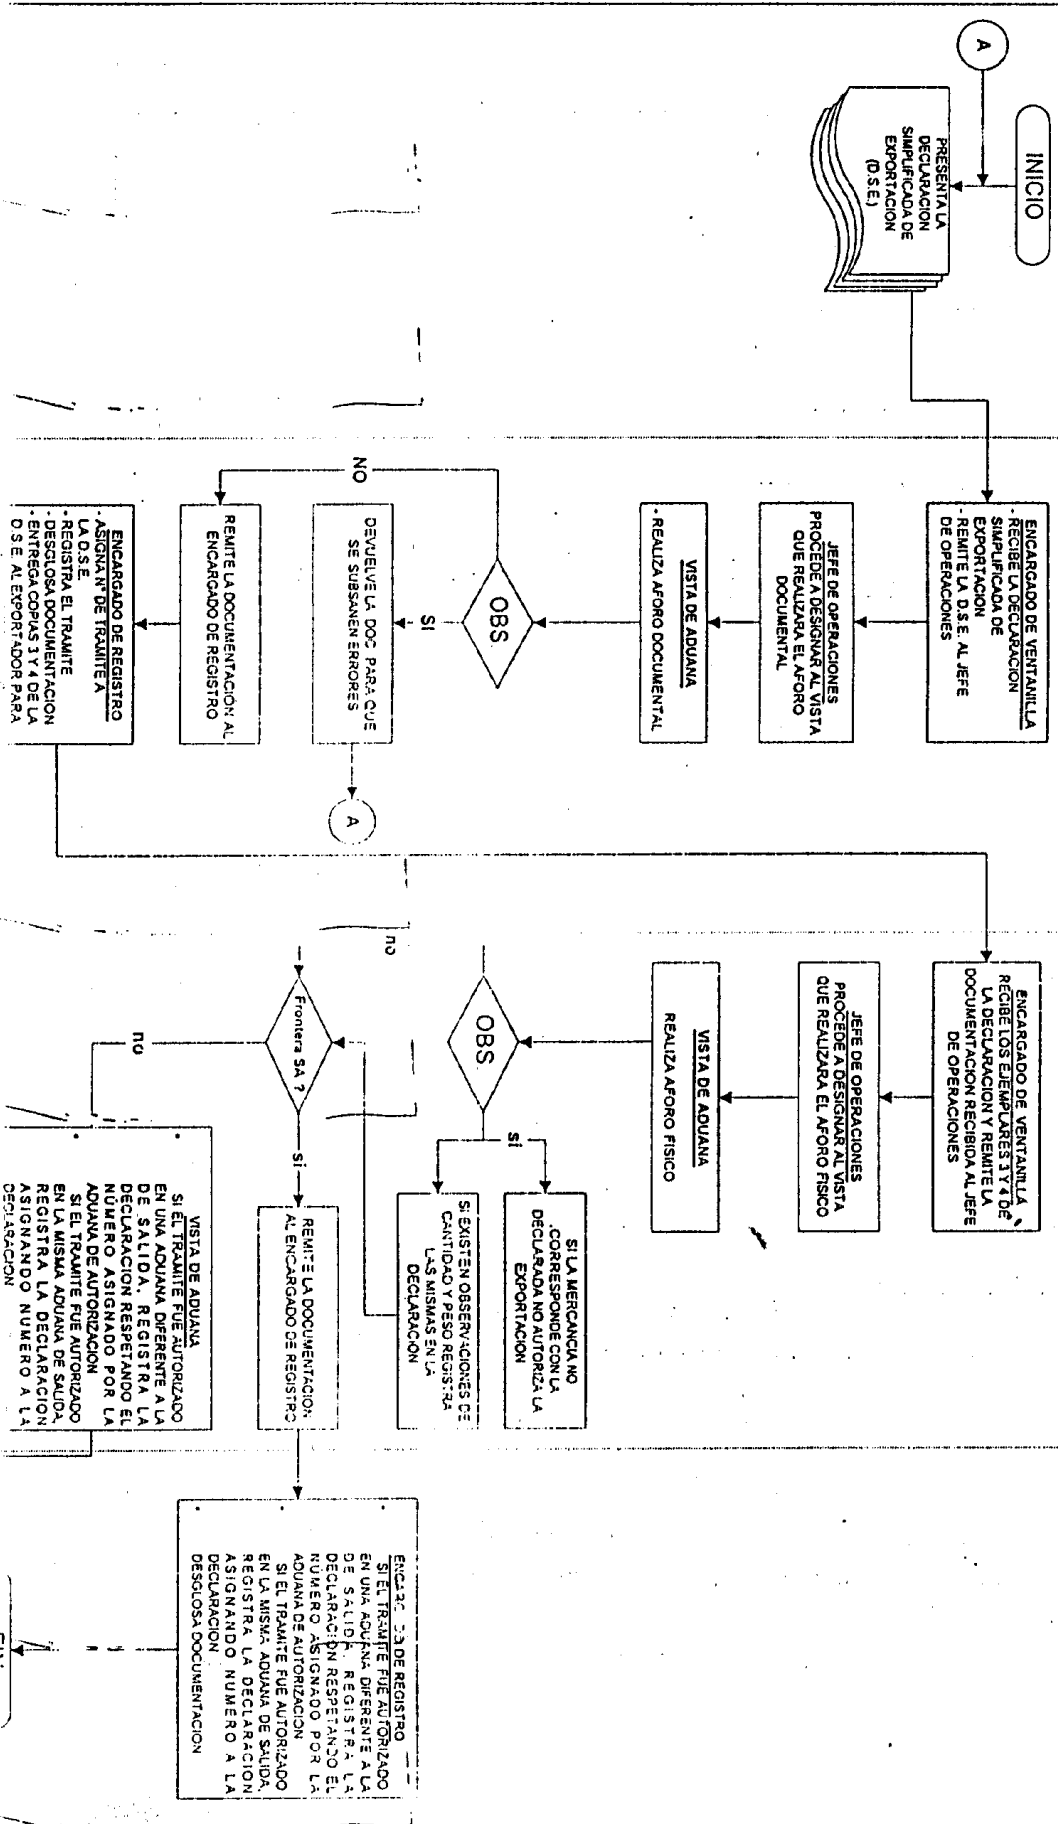 A
INICIO
PRESENTA LA
DECLARACION
SIMPLIFICADA DE
EXPORTACION
(D.S.E.)
ENCARGADO DE VENTANILLA
- RECIBE LA DECLARACION
SIMPLIFICADA DE
EXPORTACION
- REMITE LA D.S.E. AL JEFE
DE OPERACIONES
JEFE DE OPERACIONES
PROCEDE A DESIGNAR AL VISTA
QUE REALIZARA EL AFORO
DOCUMENTAL
VISTA DE ADUANA
- REALIZA AFORO DOCUMENTAL
OBS.
NO
SI
DEVUELVE LA DOC PARA QUE
SE SUBSANEN ERRORES
A
REMITE LA DOCUMENTACIÓN AL
ENCARGADO DE REGISTRO
ENCARGADO DE REGISTRO
- ASIGNA N° DE TRAMITE A
LA D.S.E.
- REGISTRA EL TRAMITE
- DESGLOSA DOCUMENTACION
- ENTREGA COPIAS 3 Y 4 DE LA
D.S.E. AL EXPORTADOR PARA
ENCARGADO DE VENTANILLA
RECIBE LOS EJEMPLARES 3 Y 4 DE
LA DECLARACION Y REMITE LA
DOCUMENTACION RECIBIDA AL JEFE
DE OPERACIONES
JEFE DE OPERACIONES
PROCEDE A DESIGNAR AL VISTA
QUE REALIZARA EL AFORO FISICO
VISTA DE ADUANA
REALIZA AFORO FISICO
OBS.
no
sí
SI LA MERCANCIA NO
CORRESPONDE CON LA
DECLARADA NO AUTORIZA LA
EXPORTACION
SI EXISTEN OBSERVACIONES DE
CANTIDAD Y PESO REGISTRA
LAS MISMAS EN LA
DECLARACIÓN
Frontera SA ?
sí
no
REMITE LA DOCUMENTACION
AL ENCARGADO DE REGISTRO
VISTA DE ADUANA
• SI EL TRAMITE FUE AUTORIZADO
EN UNA ADUANA DIFERENTE A LA
DE SALIDA, REGISTRA LA
DECLARACION RESPETANDO EL
NÚMERO ASIGNADO POR LA
ADUANA DE AUTORIZACION
• SI EL TRAMITE FUE AUTORIZADO
EN LA MISMA ADUANA DE SALIDA,
REGISTRA LA DECLARACION
ASIGNANDO NUMERO A LA
DECLARACION
DE REGISTRO
• SI EL TRAMITE FUE AUTORIZADO
EN UNA ADUANA DIFERENTE A LA
DE SALIDA, REGISTRA LA
DECLARACION RESPETANDO EL
NUMERO ASIGNADO POR LA
ADUANA DE AUTORIZACION
• SI EL TRAMITE FUE AUTORIZADO
EN LA MISMA ADUANA DE SALIDA,
REGISTRA LA DECLARACION
ASIGNANDO NUMERO A LA
DECLARACION
DESGLOSA DOCUMENTACION